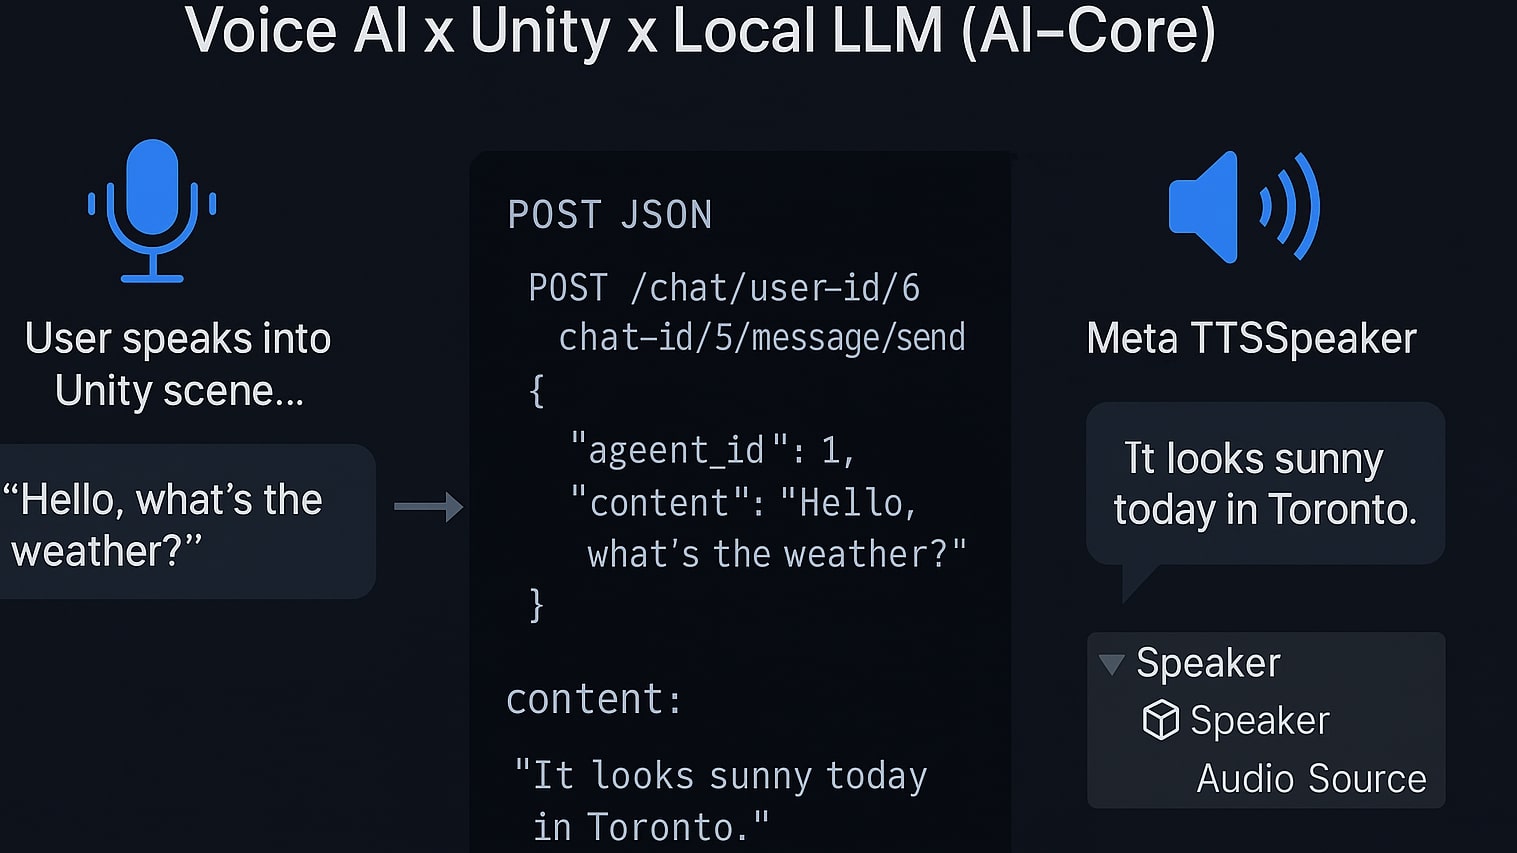 Voice AI x Unity x Local LLM (AI–Core)
User speaks into
Unity scene...
“Hello, what’s the
weather?”
POST JSON
POST /chat/user–id/6
chat–id/5/message/send
{
"ageent_id": 1,
"content": "Hello,
what’s the weather?"
}
content:
"It looks sunny today
in Toronto."
Meta TTSSpeaker
It looks sunny
today in Toronto.
Speaker
Speaker
Audio Source